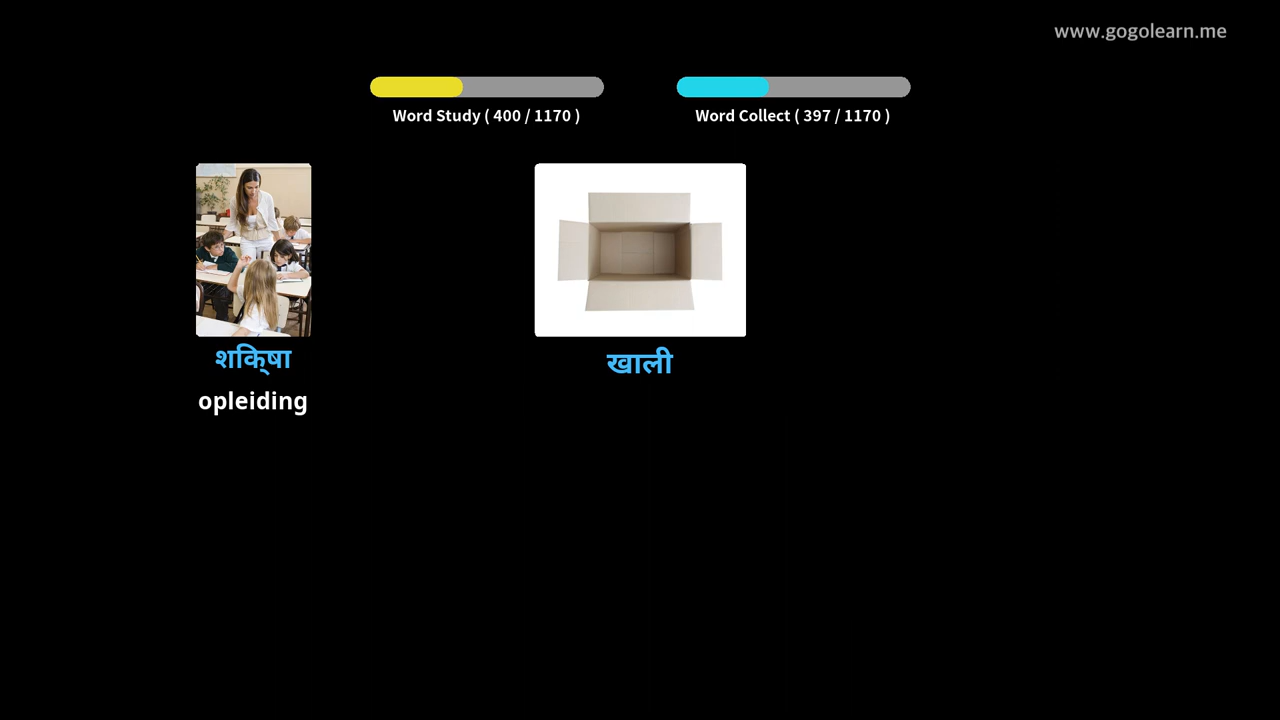 www.gogolearn.me
Word Study ( 400 / 1170 )
Word Collect ( 397 / 1170 )
शक्षिा
खाली
opleiding